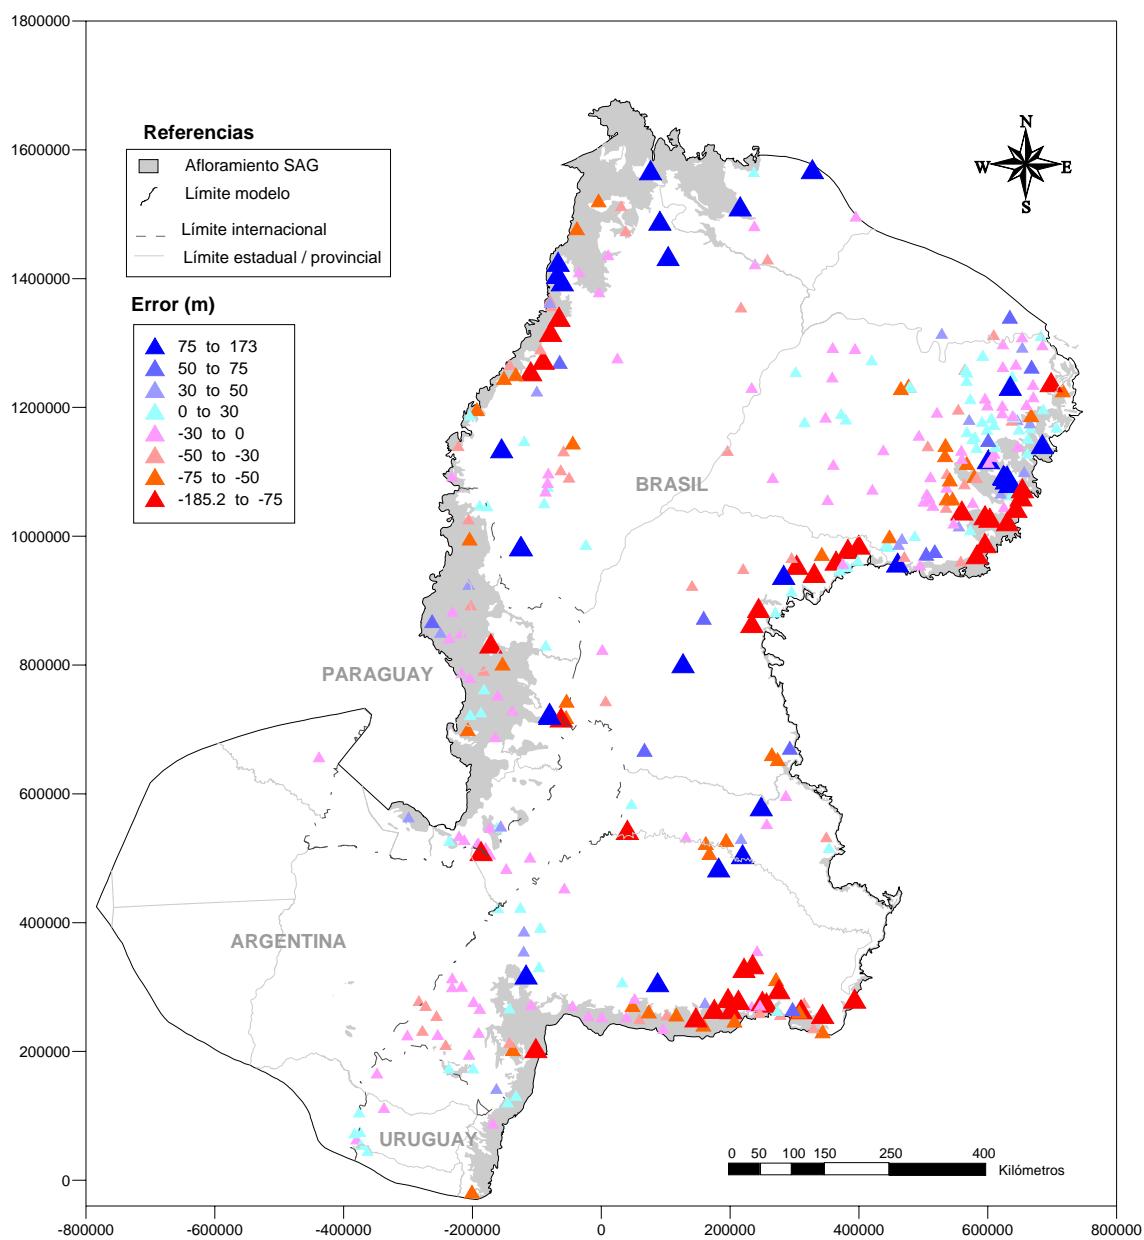 1800000
1600000
1400000
1200000
1000000
800000
600000
400000
200000
0
Referencias
Afloramiento SAG
Límite modelo
Límite internacional
Límite estadual / provincial
Error (m)
75 to 173
50 to 75
30 to 50
0 to 30
-30 to 0
-50 to -30
-75 to -50
-185.2 to -75
N
W E
S
BRASIL
PARAGUAY
ARGENTINA
URUGUAY
0 50 100 150 250 400
Kilómetros
-800000 -600000 -400000 -200000 0 200000 400000 600000 800000